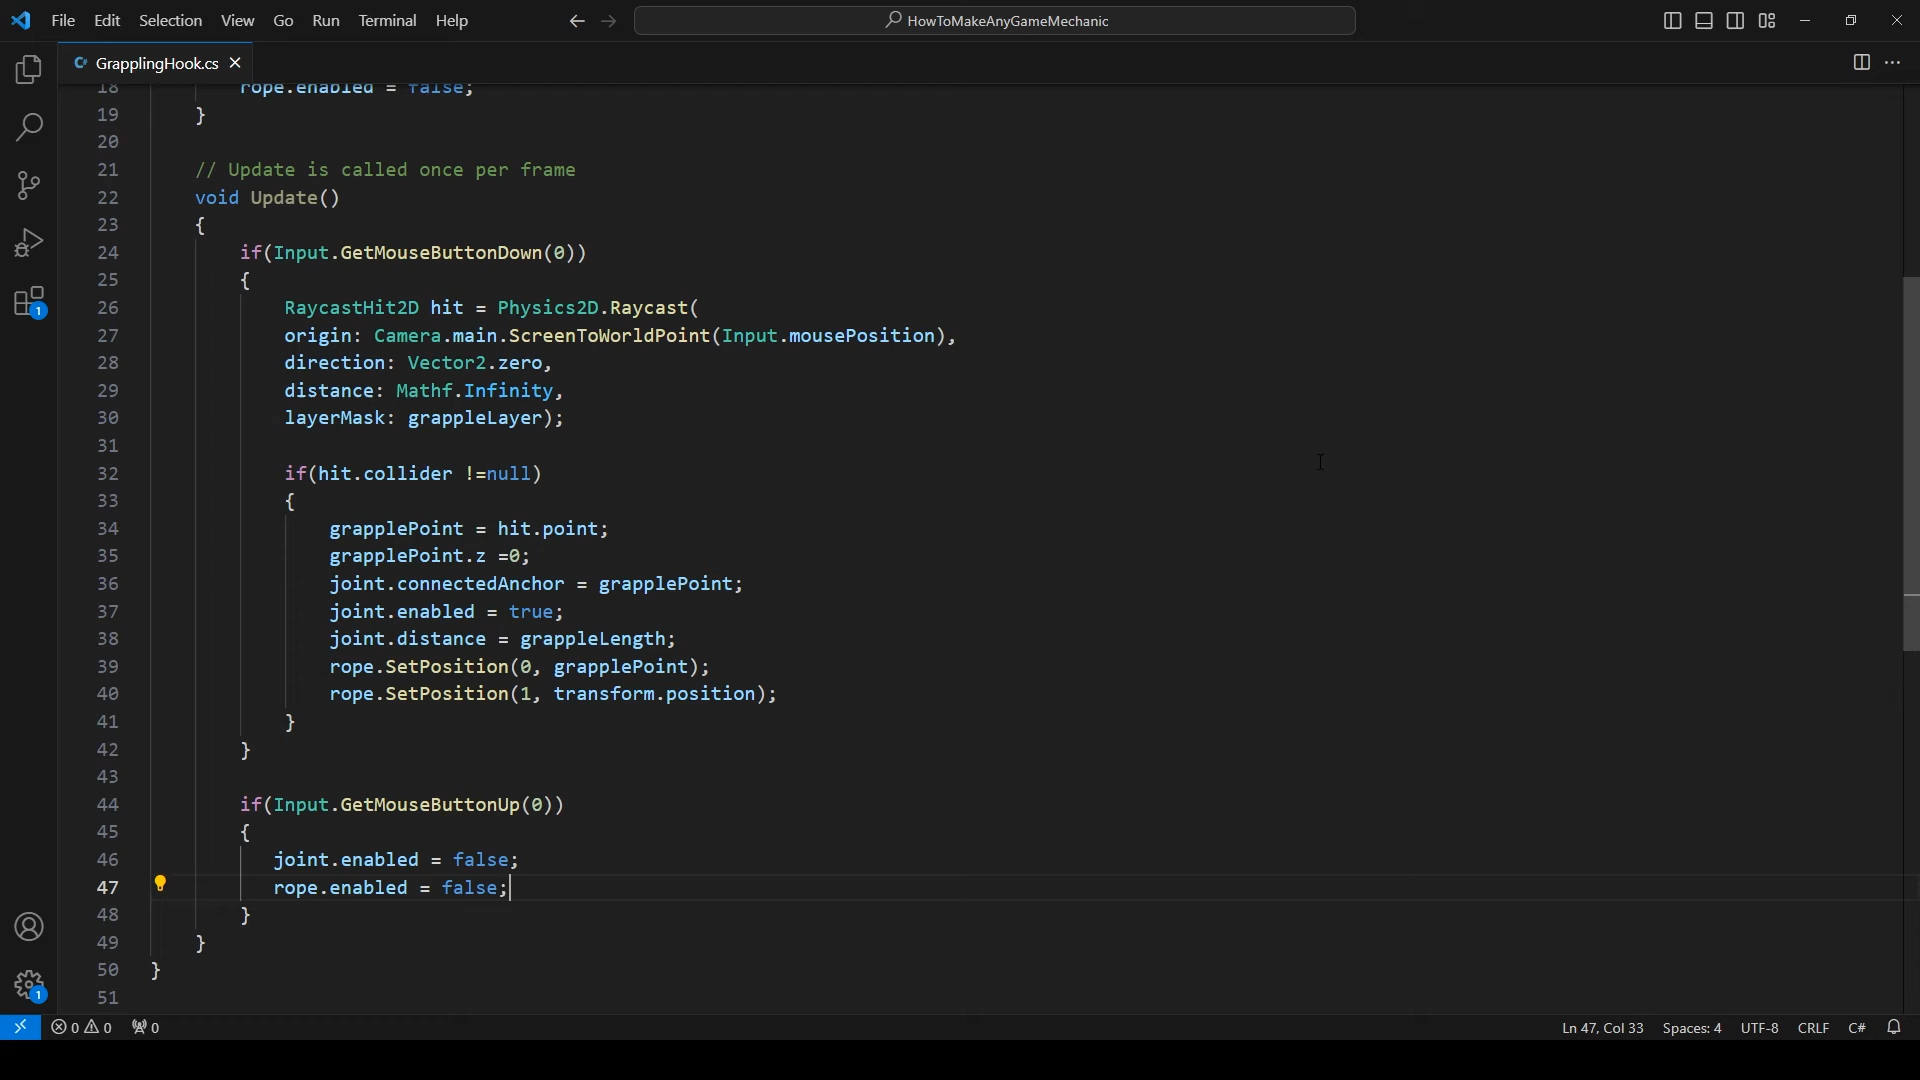 File Edit Selection View Go Run Terminal Help
HowToMakeAnyGameMechanic
C# GrapplingHook.cs
18 rope.enabled = false;
19 }
20
21 // Update is called once per frame
22 void Update()
23 {
24 if(Input.GetMouseButtonDown(0))
25 {
26 RaycastHit2D hit = Physics2D.Raycast(
27 origin: Camera.main.ScreenToWorldPoint(Input.mousePosition),
28 direction: Vector2.zero,
29 distance: Mathf.Infinity,
30 layerMask: grappleLayer);
31
32 if(hit.collider !=null)
33 {
34 grapplePoint = hit.point;
35 grapplePoint.z =0;
36 joint.connectedAnchor = grapplePoint;
37 joint.enabled = true;
38 joint.distance = grappleLength;
39 rope.SetPosition(0, grapplePoint);
40 rope.SetPosition(1, transform.position);
41 }
42 }
43
44 if(Input.GetMouseButtonUp(0))
45 {
46 joint.enabled = false;
47 rope.enabled = false;
48 }
49 }
50 }
51
1
1
0 0 0
Ln 47, Col 33 Spaces: 4 UTF-8 CRLF C#